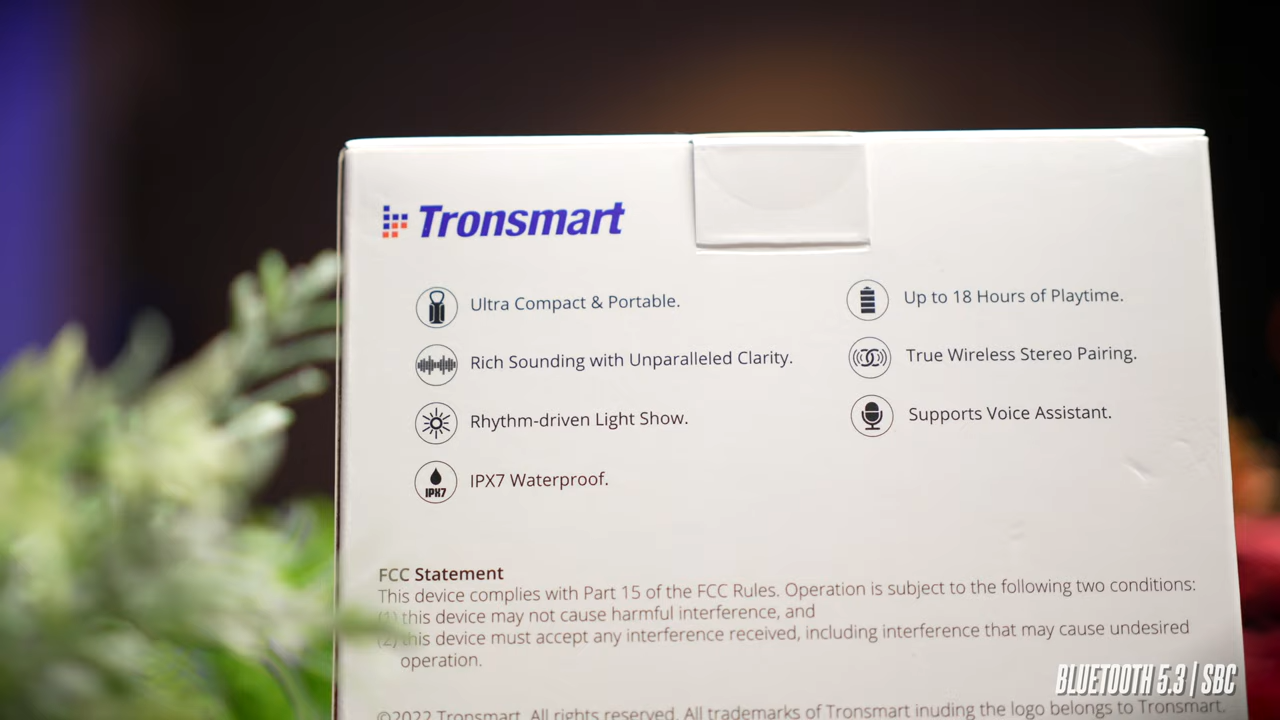 Tronsmart
Ultra Compact & Portable.
Rich Sounding with Unparalleled Clarity.
Rhythm-driven Light Show.
IPX7
IPX7 Waterproof.
Up to 18 Hours of Playtime.
True Wireless Stereo Pairing.
Supports Voice Assistant.
FCC Statement
This device complies with Part 15 of the FCC Rules. Operation is subject to the following two conditions:
(1) this device may not cause harmful interference, and
(2) this device must accept any interference received, including interference that may cause undesired
operation.
©2022 Tronsmart. All rights reserved. All trademarks of Tronsmart inuding the logo belongs to Tronsmart.
BLUETOOTH 5.3 | SBC